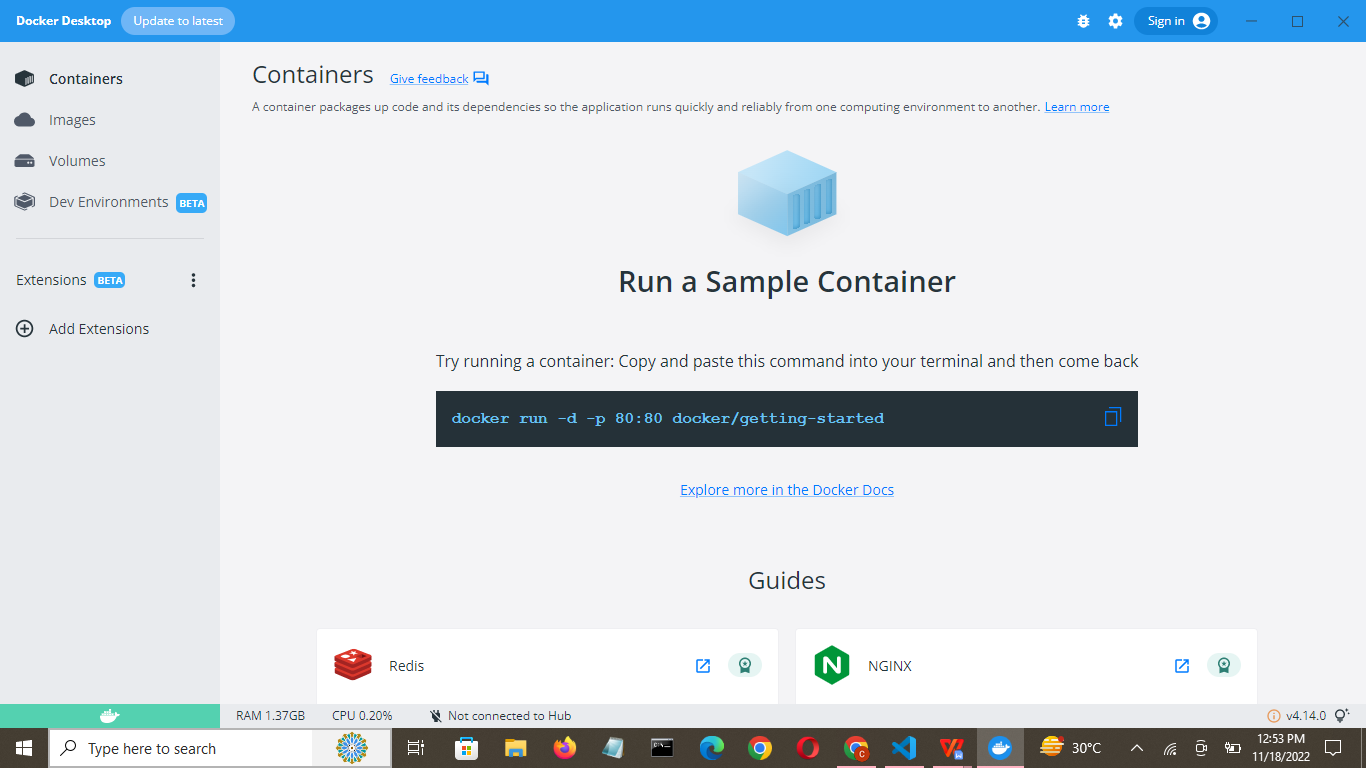 Docker Desktop Update to latest Sign in
Containers
Images
Volumes
Dev Environments BETA
Extensions BETA
Add Extensions
Containers Give feedback
A container packages up code and its dependencies so the application runs quickly and reliably from one computing environment to another. Learn more
Run a Sample Container
Try running a container: Copy and paste this command into your terminal and then come back
docker run -d -p 80:80 docker/getting-started
Explore more in the Docker Docs
Guides
Redis
NGINX
RAM 1.37GB CPU 0.20% Not connected to Hub v4.14.0
Type here to search
30°C
12:53 PM
11/18/2022